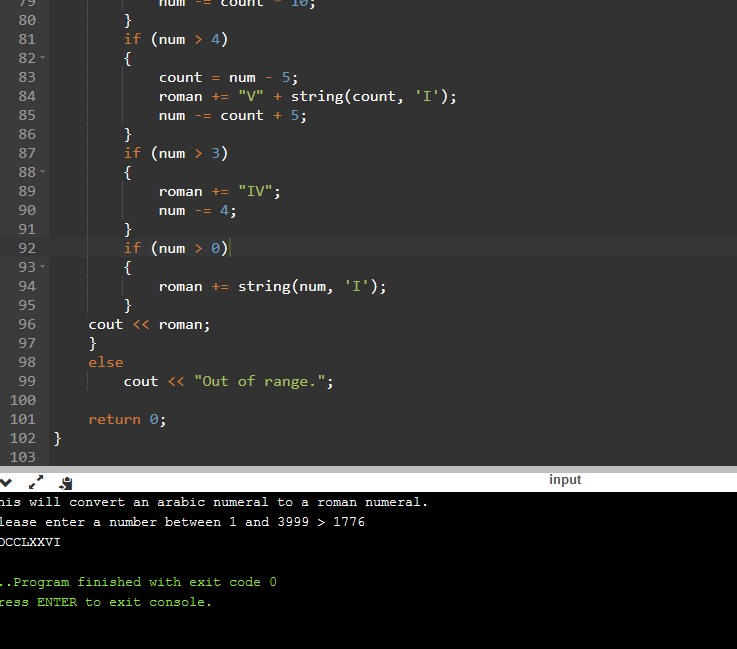 79 num -= count * 10;
80 }
81 if (num > 4)
82 {
83 count = num - 5;
84 roman += "V" + string(count, 'I');
85 num -= count + 5;
86 }
87 if (num > 3)
88 {
89 roman += "IV";
90 num -= 4;
91 }
92 if (num > 0)
93 {
94 roman += string(num, 'I');
95 }
96 cout << roman;
97 }
98 else
99 cout << "Out of range.";
100
101 return 0;
102 }
103
input
his will convert an arabic numeral to a roman numeral.
lease enter a number between 1 and 3999 > 1776
DCCLXXVI
..Program finished with exit code 0
ress ENTER to exit console.